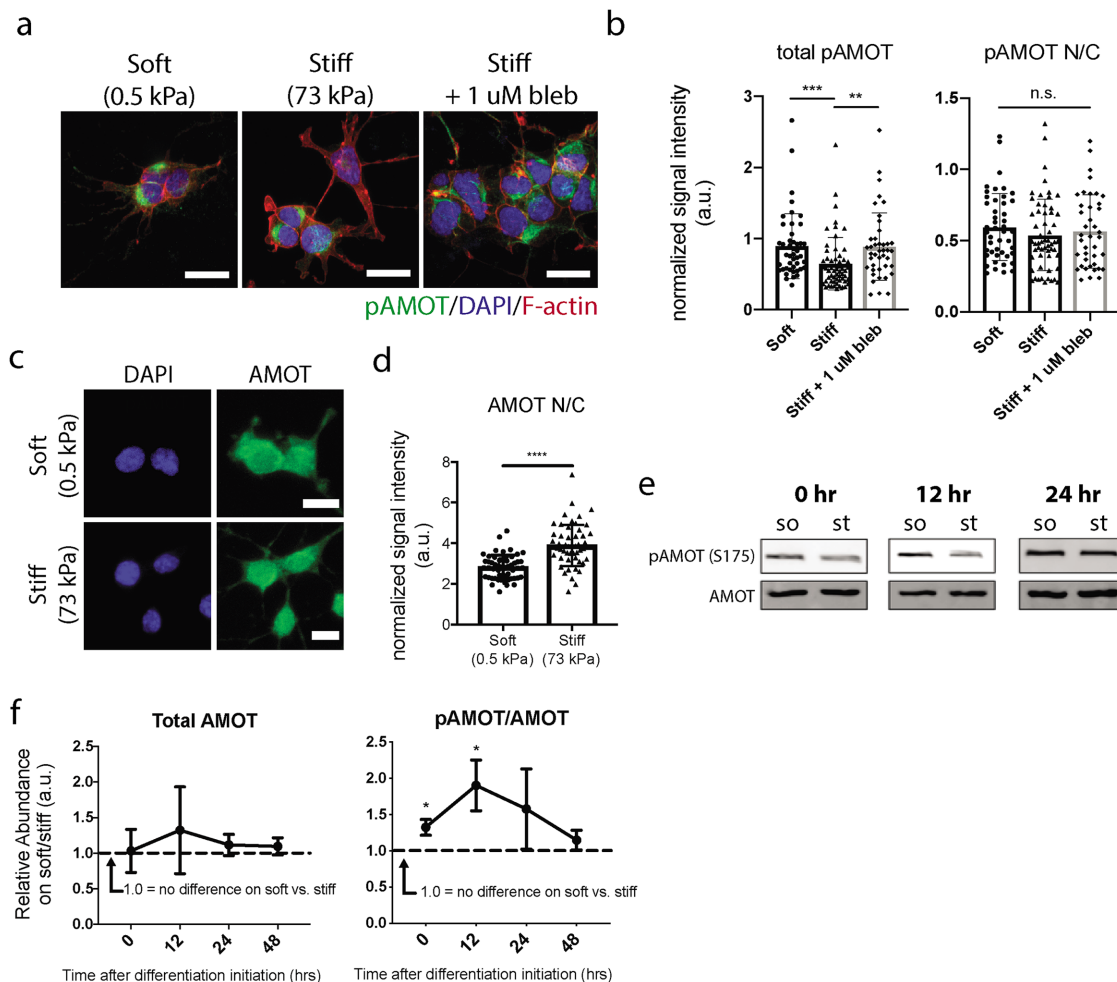 a
Soft
(0.5 kPa)
Stiff
(73 kPa)
Stiff
+ 1 uM bleb
pAMOT/DAPI/F-actin
b
total pAMOT
pAMOT N/C
normalized signal intensity
(a.u.)
3
2
1
0
***
**
Soft
Stiff
Stiff + 1 uM bleb
1.5
1.0
0.5
0.0
n.s.
Soft
Stiff
Stiff + 1 uM bleb
c
DAPI
AMOT
Soft
(0.5 kPa)
Stiff
(73 kPa)
d
AMOT N/C
normalized signal intensity
(a.u.)
8
6
4
2
0
****
Soft
(0.5 kPa)
Stiff
(73 kPa)
e
0 hr
12 hr
24 hr
so st
so st
so st
pAMOT (S175)
AMOT
f
Total AMOT
Relative Abundance
on soft/stiff (a.u.)
2.5
2.0
1.5
1.0
0.5
0.0
1.0 = no difference on soft vs. stiff
0
12
24
48
Time after differentiation initiation (hrs)
pAMOT/AMOT
2.5
2.0
1.5
1.0
0.5
0.0
*
*
1.0 = no difference on soft vs. stiff
0
12
24
48
Time after differentiation initiation (hrs)